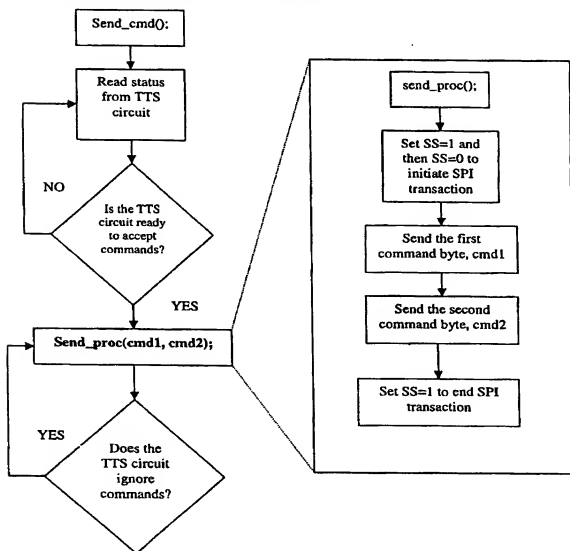 Send_cmd();
Read status
from TTS
circuit
NO
Is the TTS
circuit ready
to accept
commands?
YES
Send_proc(cmd1, cmd2);
YES
Does the
TTS circuit
ignore
commands?
send_proc();
Set SS=1 and
then SS=0 to
initiate SPI
transaction
Send the first
command byte, cmd1
Send the second
command byte, cmd2
Set SS=1 to end SPI
transaction